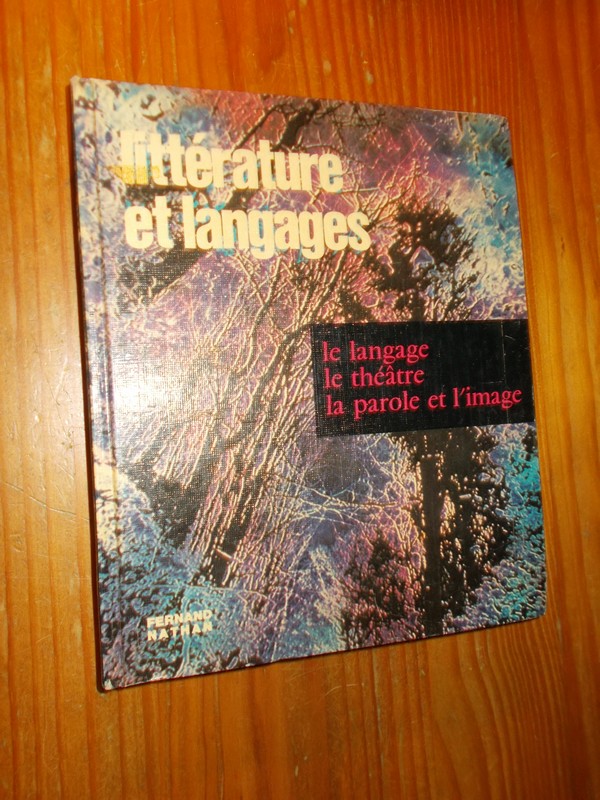 littérature
et langages
le langage
le théâtre
la parole et l'image
FERNAND
NATHAN